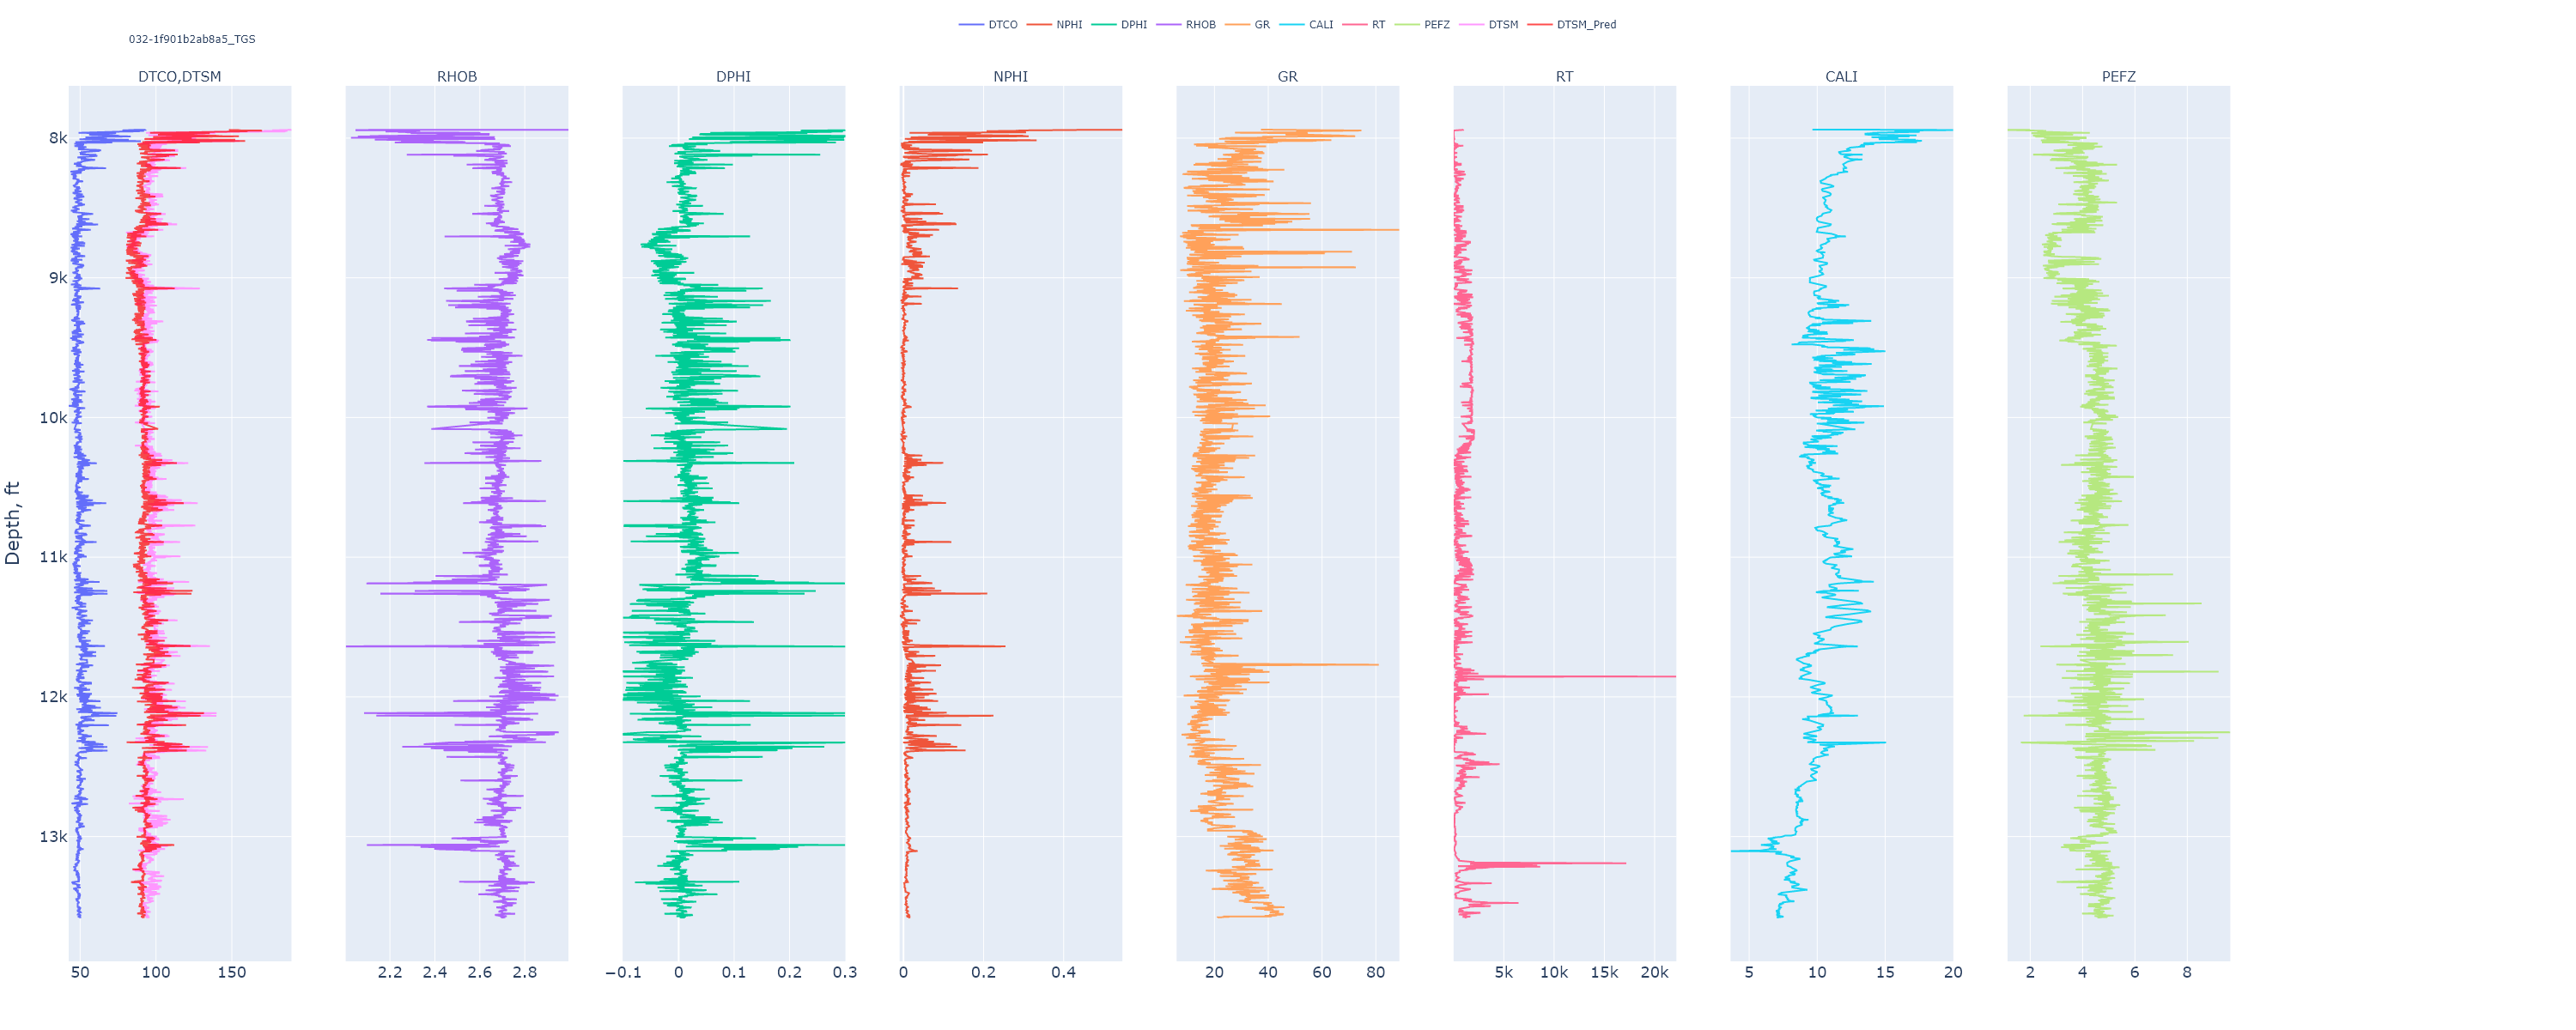 DTCO NPHI DPHI RHOB GR CALI RT PEFZ DTSM DTSM_Pred
032-1f901b2ab8a5_TGS
DTCO,DTSM RHOB DPHI NPHI GR RT CALI PEFZ
8k
9k
10k
11k
12k
13k
Depth, ft
50 100 150 2.2 2.4 2.6 2.8 −0.1 0 0.1 0.2 0.3 0 0.2 0.4 20 40 60 80 5k 10k 15k 20k 5 10 15 20 2 4 6 8